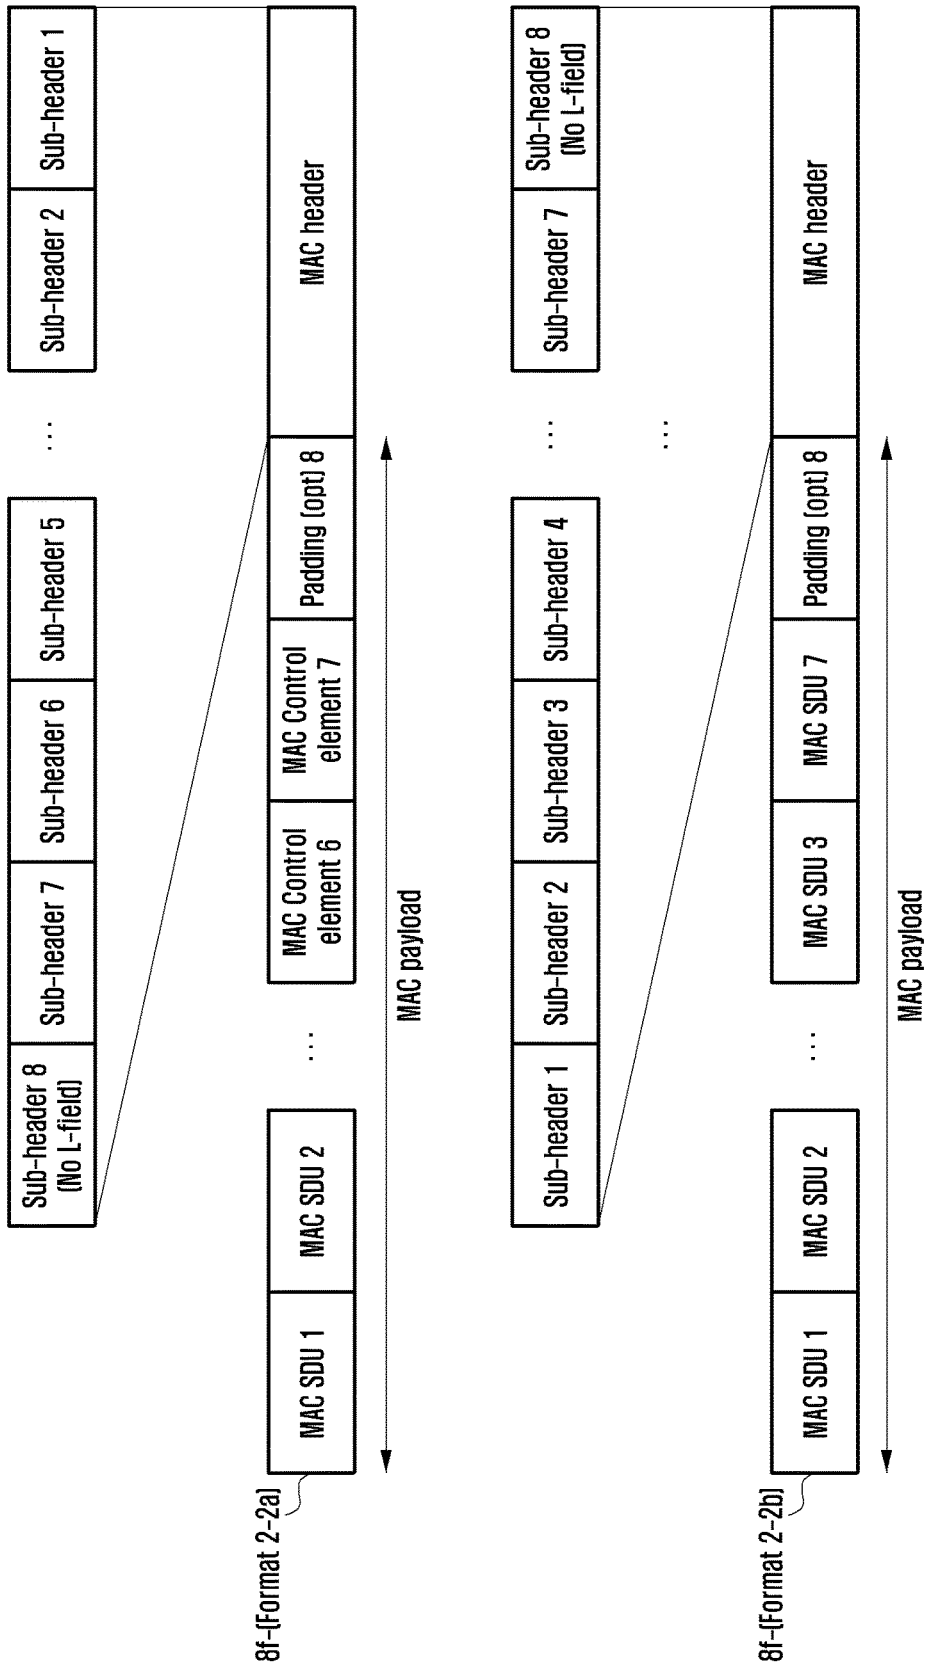 Sub-header 8
(No L-field)
Sub-header 7
Sub-header 6
Sub-header 5
...
Sub-header 2
Sub-header 1
8f-(Format 2-2a)
MAC SDU 1
MAC SDU 2
...
MAC Control
element 6
MAC Control
element 7
Padding (opt) 8
MAC header
MAC payload
Sub-header 1
Sub-header 2
Sub-header 3
Sub-header 4
...
Sub-header 7
Sub-header 8
(No L-field)
...
8f-(Format 2-2b)
MAC SDU 1
MAC SDU 2
...
MAC SDU 3
MAC SDU 7
Padding (opt) 8
MAC header
MAC payload